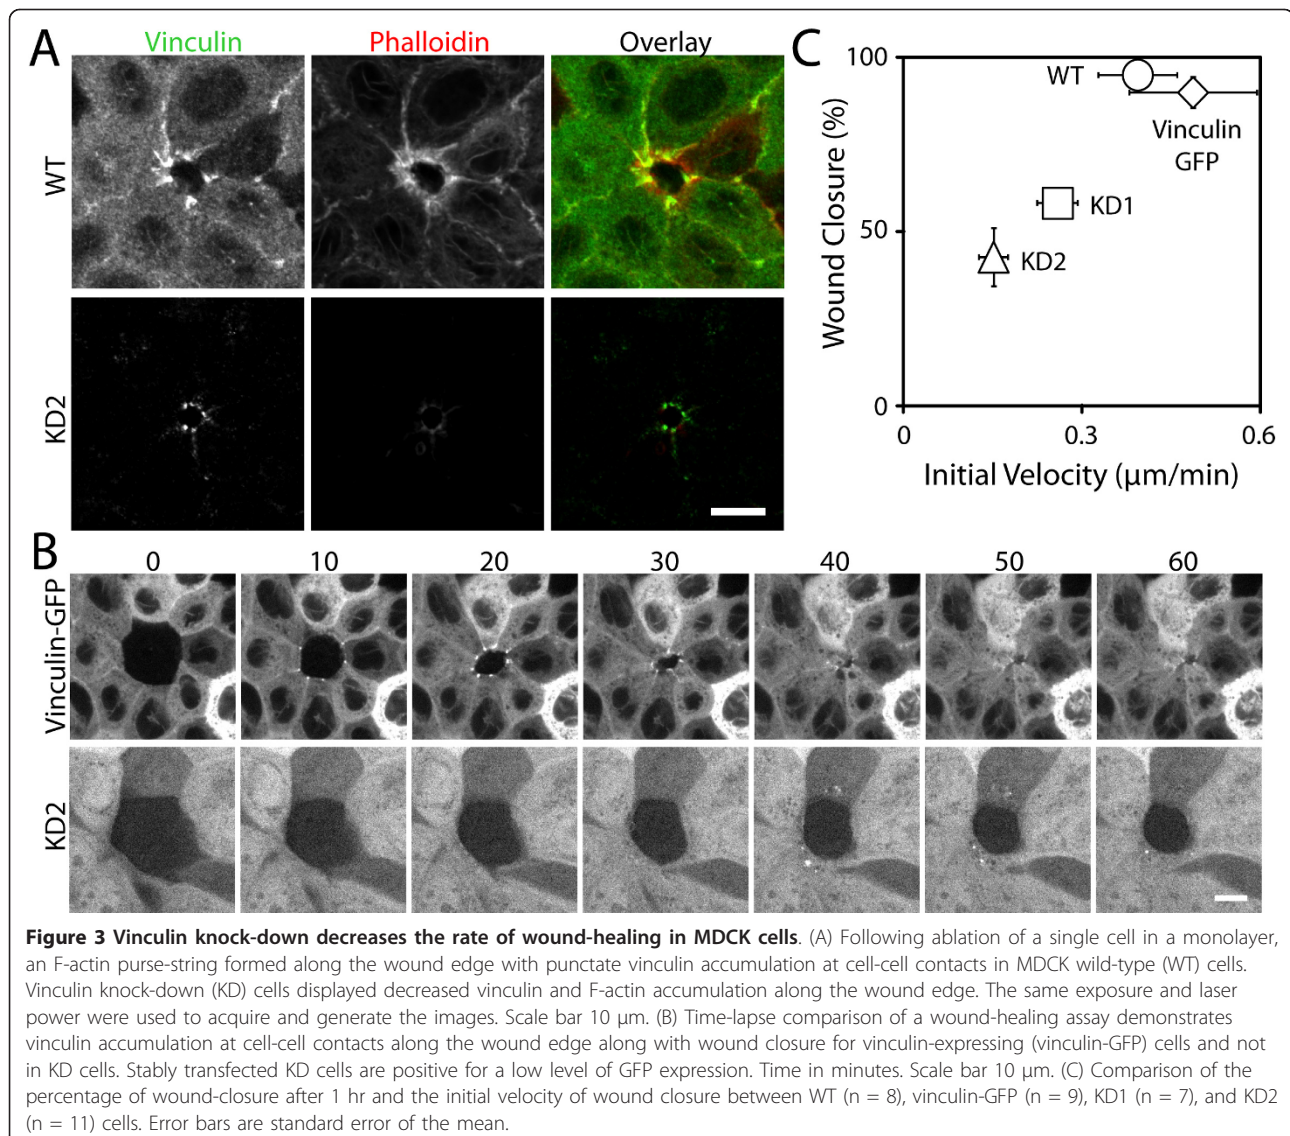 A
Vinculin
Phalloidin
Overlay
WT
KD2
C
100
50
0
Wound Closure (%)
WT
Vinculin
GFP
KD1
KD2
0
0.3
0.6
Initial Velocity (µm/min)
B
0
10
20
30
40
50
60
Vinculin-GFP
KD2
Figure 3 Vinculin knock-down decreases the rate of wound-healing in MDCK cells. (A) Following ablation of a single cell in a monolayer,
an F-actin purse-string formed along the wound edge with punctate vinculin accumulation at cell-cell contacts in MDCK wild-type (WT) cells.
Vinculin knock-down (KD) cells displayed decreased vinculin and F-actin accumulation along the wound edge. The same exposure and laser
power were used to acquire and generate the images. Scale bar 10 µm. (B) Time-lapse comparison of a wound-healing assay demonstrates
vinculin accumulation at cell-cell contacts along the wound edge along with wound closure for vinculin-expressing (vinculin-GFP) cells and not
in KD cells. Stably transfected KD cells are positive for a low level of GFP expression. Time in minutes. Scale bar 10 µm. (C) Comparison of the
percentage of wound-closure after 1 hr and the initial velocity of wound closure between WT (n = 8), vinculin-GFP (n = 9), KD1 (n = 7), and KD2
(n = 11) cells. Error bars are standard error of the mean.